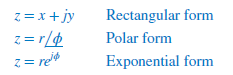 z = x + jy Rectangular form
z = r/ϕ Polar form
z = re^{jϕ} Exponential form